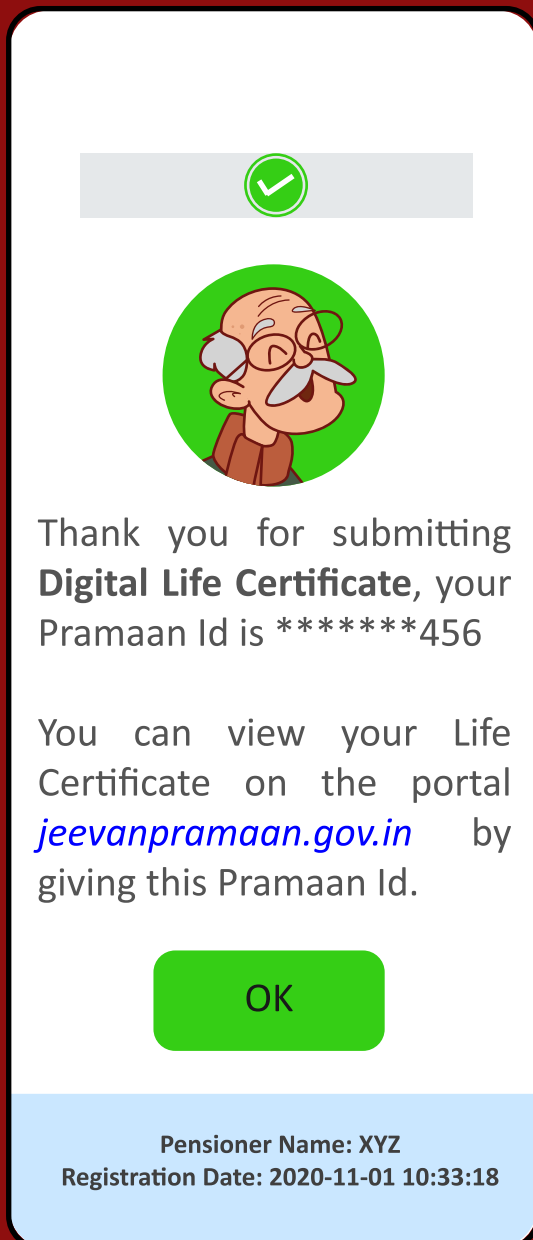 Thank you for submitting
Digital Life Certificate, your
Pramaan Id is *******456
You can view your Life
Certificate on the portal
jeevanpramaan.gov.in by
giving this Pramaan Id.
OK
Pensioner Name: XYZ
Registration Date: 2020-11-01 10:33:18